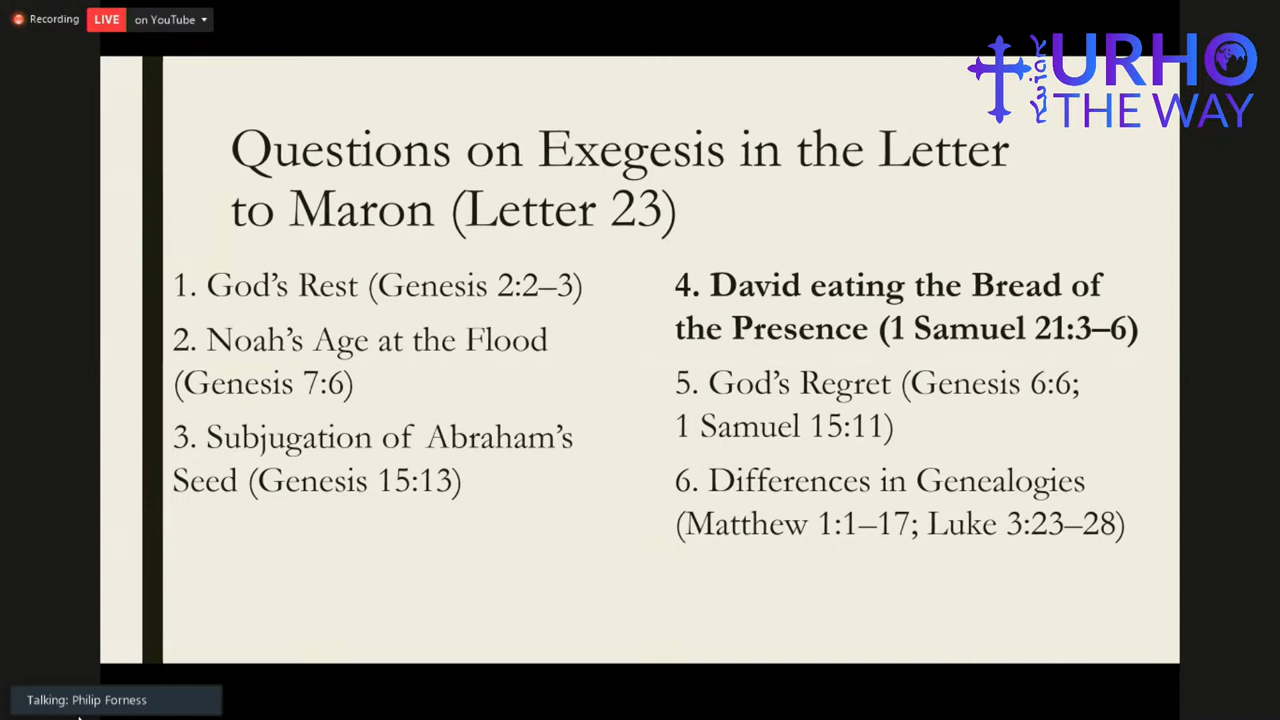 Recording
LIVE on YouTube
URHO
THE WAY
Questions on Exegesis in the Letter
to Maron (Letter 23)
1. God’s Rest (Genesis 2:2–3)
2. Noah’s Age at the Flood
(Genesis 7:6)
3. Subjugation of Abraham’s
Seed (Genesis 15:13)
4. David eating the Bread of
the Presence (1 Samuel 21:3–6)
5. God’s Regret (Genesis 6:6;
1 Samuel 15:11)
6. Differences in Genealogies
(Matthew 1:1–17; Luke 3:23–28)
Talking: Philip Forness